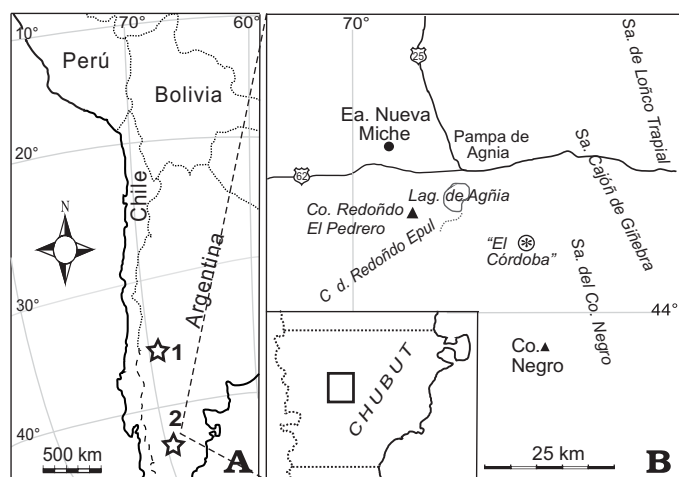 70°
60°
10°
Perú
Bolivia
20°
Chile
N
Argentina
30°
1
2
40°
500 km
A
70°
25
Sa. de Loñco Trapial
Ea. Nueva
Miche
Pampa de
Agnia
Sa. Cajón de Giñebra
62
Lag. de Agñia
Co. Redoñdo
El Pedrero
C d. Redoñdo Epul
“El
Córdoba”
Sa. del Co. Negro
44°
Co.
Negro
CHUBUT
25 km
B